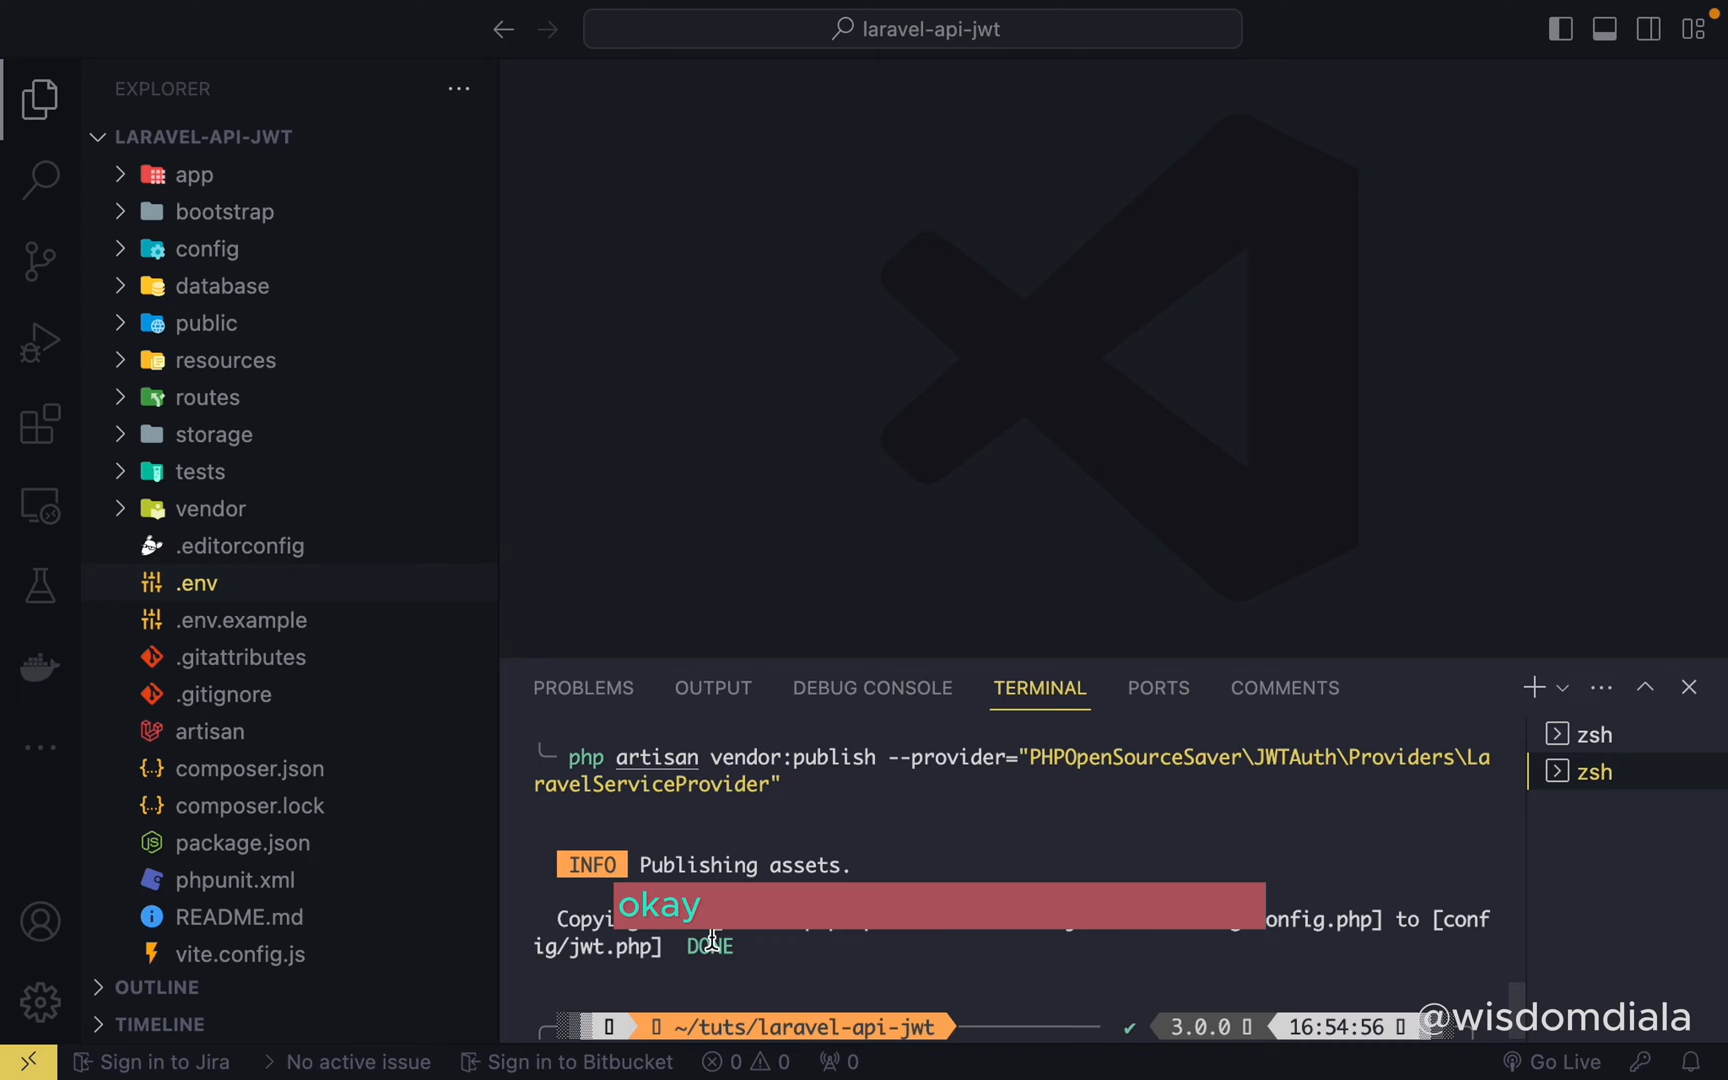 laravel-api-jwt
EXPLORER
LARAVEL-API-JWT
app
bootstrap
config
database
public
resources
routes
storage
tests
vendor
.editorconfig
.env
.env.example
.gitattributes
.gitignore
artisan
composer.json
composer.lock
package.json
phpunit.xml
README.md
vite.config.js
OUTLINE
TIMELINE
PROBLEMS OUTPUT DEBUG CONSOLE TERMINAL PORTS COMMENTS
php artisan vendor:publish --provider="PHPOpenSourceSaver\JWTAuth\Providers\La
ravelServiceProvider"
INFO Publishing assets.
okay
Copyi onfig.php] to [conf
ig/jwt.php] DONE
~/tuts/laravel-api-jwt ✔ 3.0.0 16:54:56
zsh
zsh
@wisdomdiala
Sign in to Jira No active issue Sign in to Bitbucket 0 0 0 Go Live